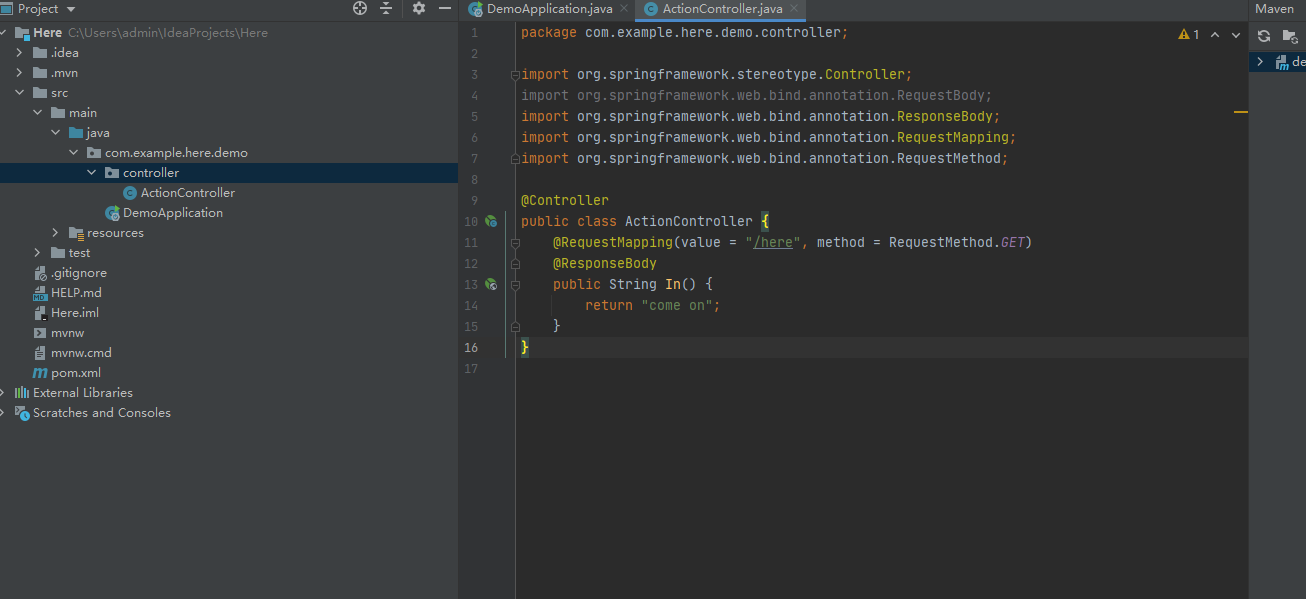 Project
Here C:\Users\admin\IdeaProjects\Here
.idea
.mvn
src
main
java
com.example.here.demo
controller
ActionController
DemoApplication
resources
test
.gitignore
HELP.md
Here.iml
mvnw
mvnw.cmd
pom.xml
External Libraries
Scratches and Consoles
DemoApplication.java ActionController.java
1 package com.example.here.demo.controller;
2
3 import org.springframework.stereotype.Controller;
4 import org.springframework.web.bind.annotation.RequestBody;
5 import org.springframework.web.bind.annotation.ResponseBody;
6 import org.springframework.web.bind.annotation.RequestMapping;
7 import org.springframework.web.bind.annotation.RequestMethod;
8
9 @Controller
10 public class ActionController {
11 @RequestMapping(value = "/here", method = RequestMethod.GET)
12 @ResponseBody
13 public String In() {
14 return "come on";
15 }
16 }
17
1
Maven
de